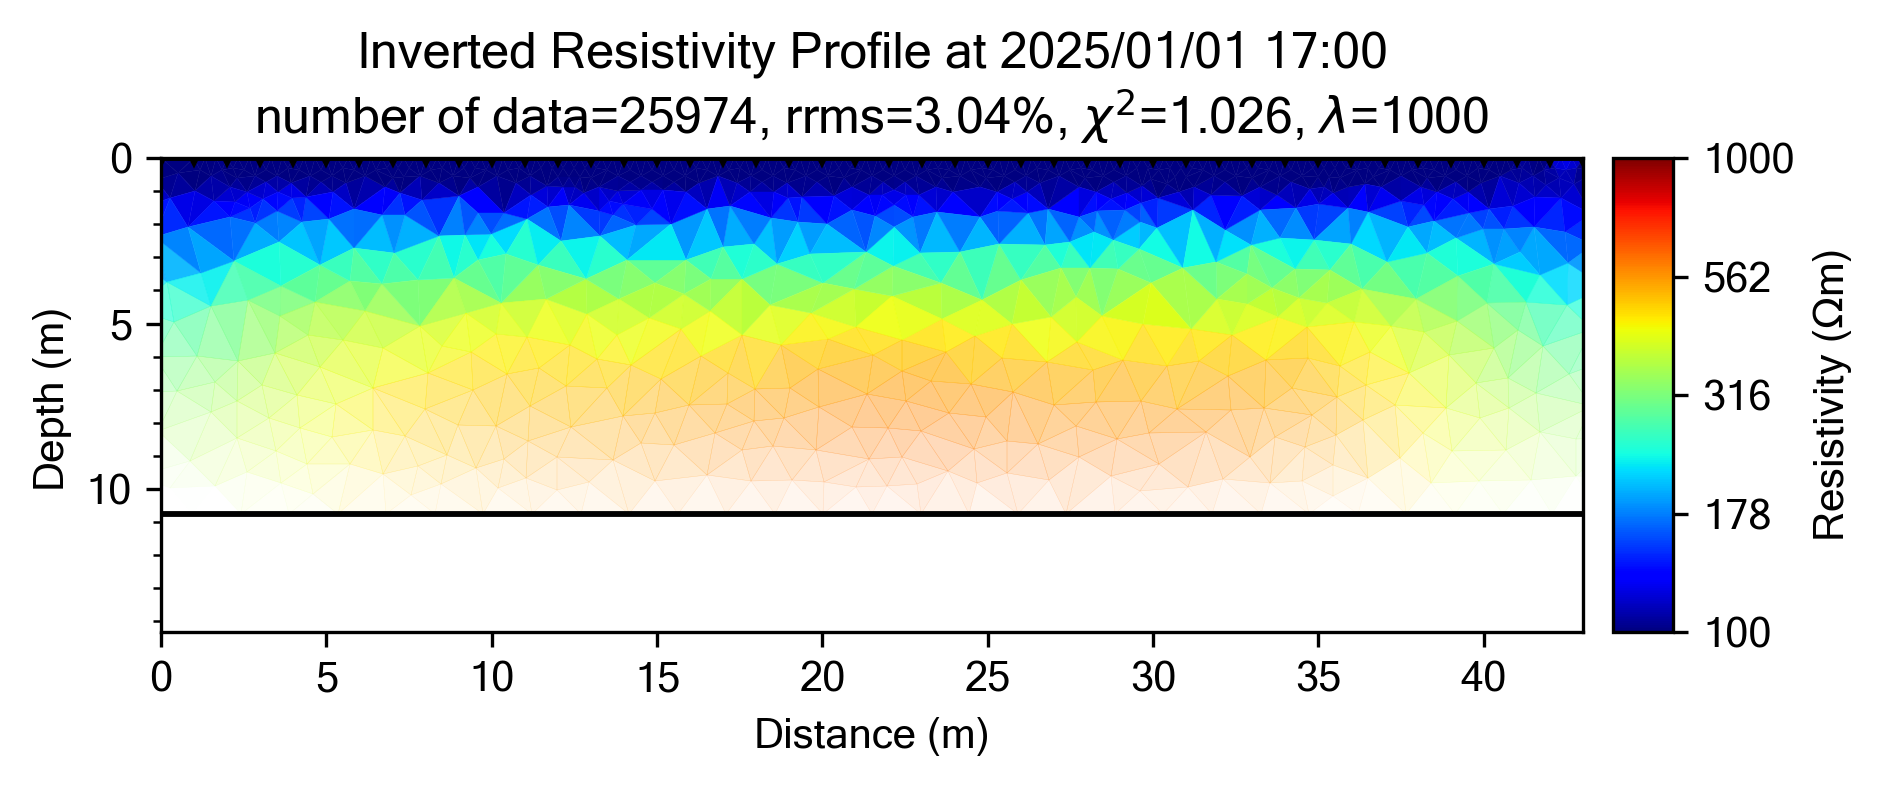 Inverted Resistivity Profile at 2025/01/01 17:00
number of data=25974, rrms=3.04%, χ²=1.026, λ=1000
0
5
10
Depth (m)
0 5 10 15 20 25 30 35 40
Distance (m)
1000
562
316
178
100
Resistivity (Ωm)